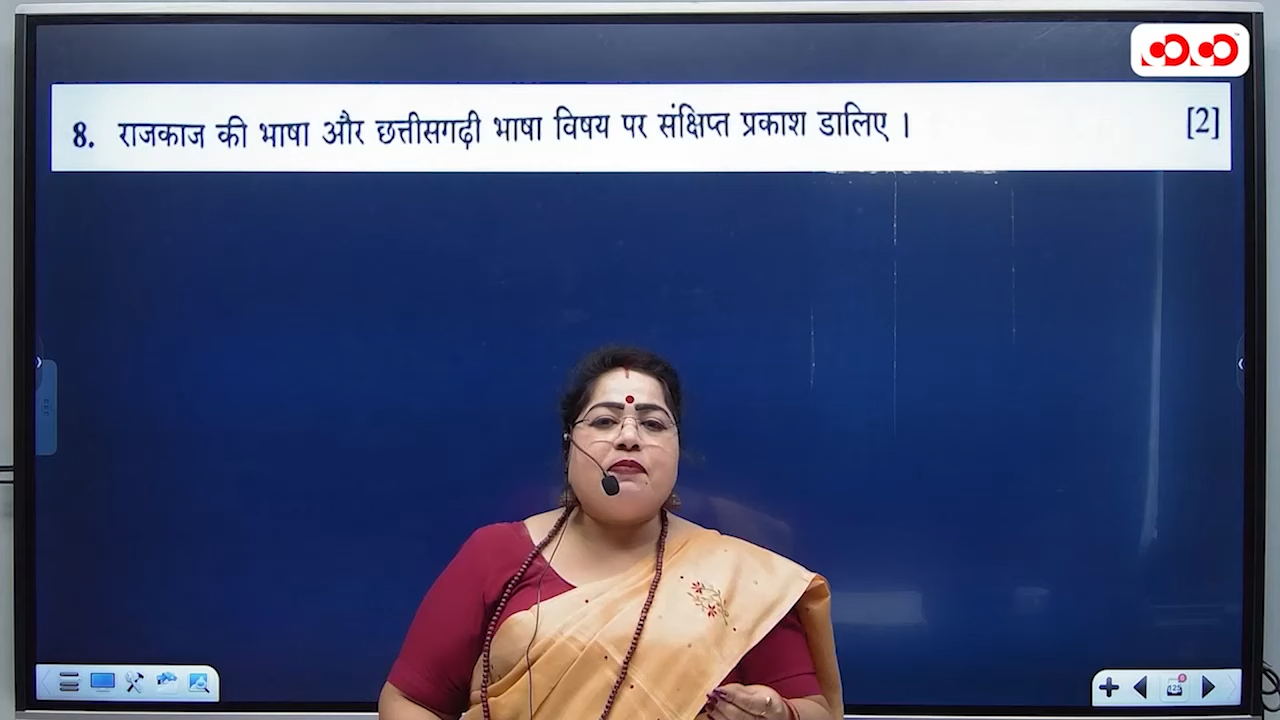 8. राजकाज की भाषा और छत्तीसगढ़ी भाषा विषय पर संक्षिप्त प्रकाश डालिए । [2]